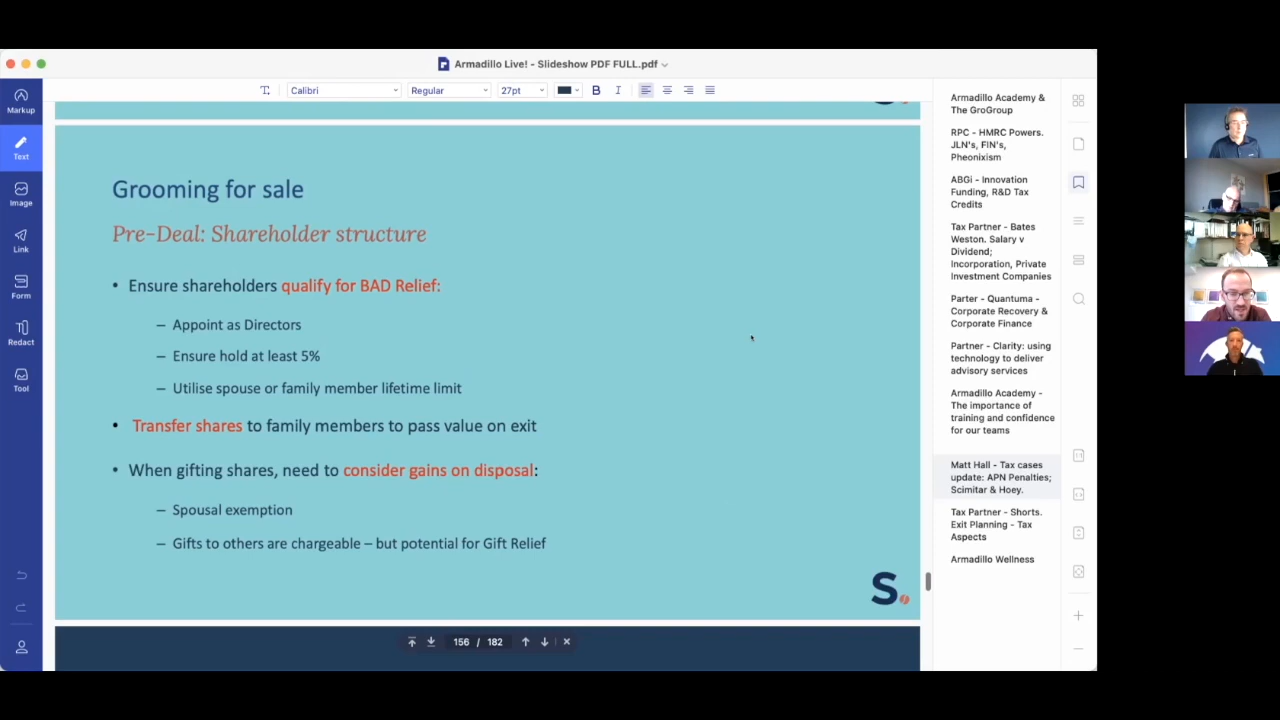 Armadillo Live! - Slideshow PDF FULL.pdf
Calibri
Regular
27pt
B
I
Markup
Text
Image
Link
Form
Redact
Tool
Grooming for sale
Pre-Deal: Shareholder structure
• Ensure shareholders qualify for BAD Relief:
– Appoint as Directors
– Ensure hold at least 5%
– Utilise spouse or family member lifetime limit
• Transfer shares to family members to pass value on exit
• When gifting shares, need to consider gains on disposal:
– Spousal exemption
– Gifts to others are chargeable – but potential for Gift Relief
S.
156 / 182
Armadillo Academy &
The GroGroup
RPC - HMRC Powers.
JLN's, FIN's,
Pheonixism
ABGi - Innovation
Funding, R&D Tax
Credits
Tax Partner - Bates
Weston. Salary v
Dividend;
Incorporation, Private
Investment Companies
Parter - Quantuma -
Corporate Recovery &
Corporate Finance
Partner - Clarity: using
technology to deliver
advisory services
Armadillo Academy -
The importance of
training and confidence
for our teams
Matt Hall - Tax cases
update: APN Penalties;
Scimitar & Hoey.
Tax Partner - Shorts.
Exit Planning - Tax
Aspects
Armadillo Wellness